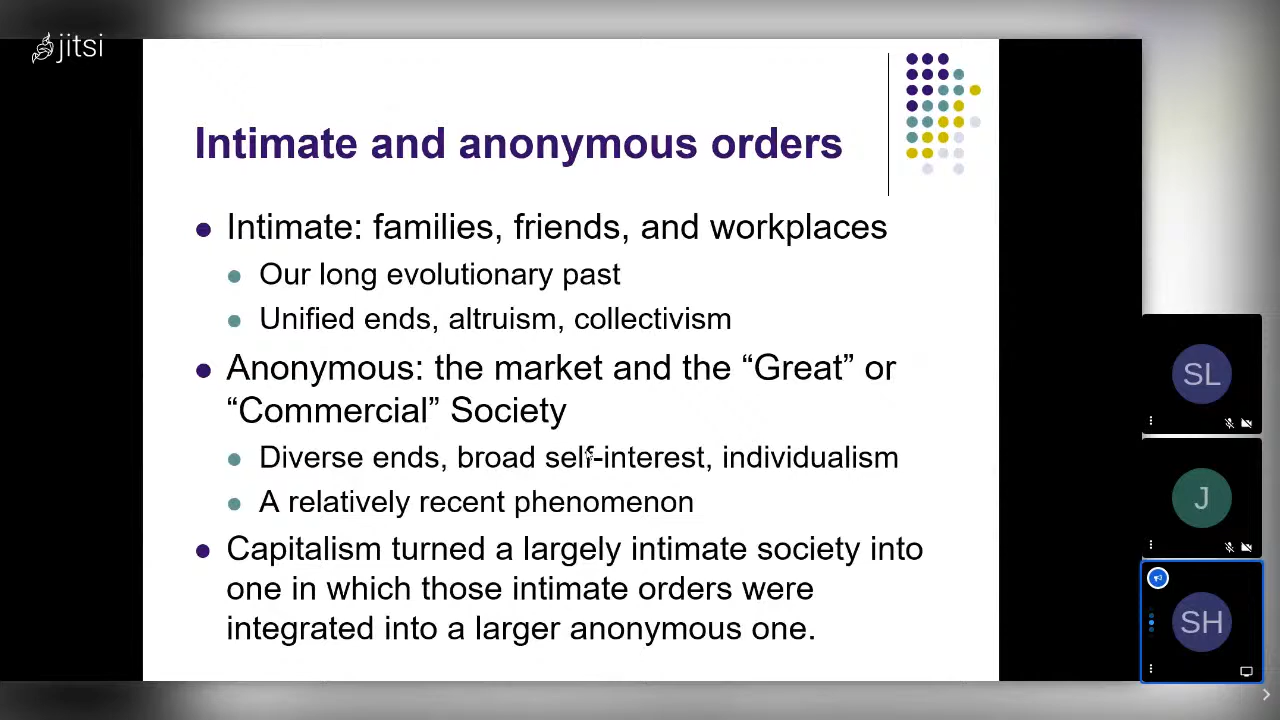 jitsi
Intimate and anonymous orders
Intimate: families, friends, and workplaces
Our long evolutionary past
Unified ends, altruism, collectivism
Anonymous: the market and the “Great” or
“Commercial” Society
Diverse ends, broad self-interest, individualism
A relatively recent phenomenon
Capitalism turned a largely intimate society into
one in which those intimate orders were
integrated into a larger anonymous one.
SL
J
SH